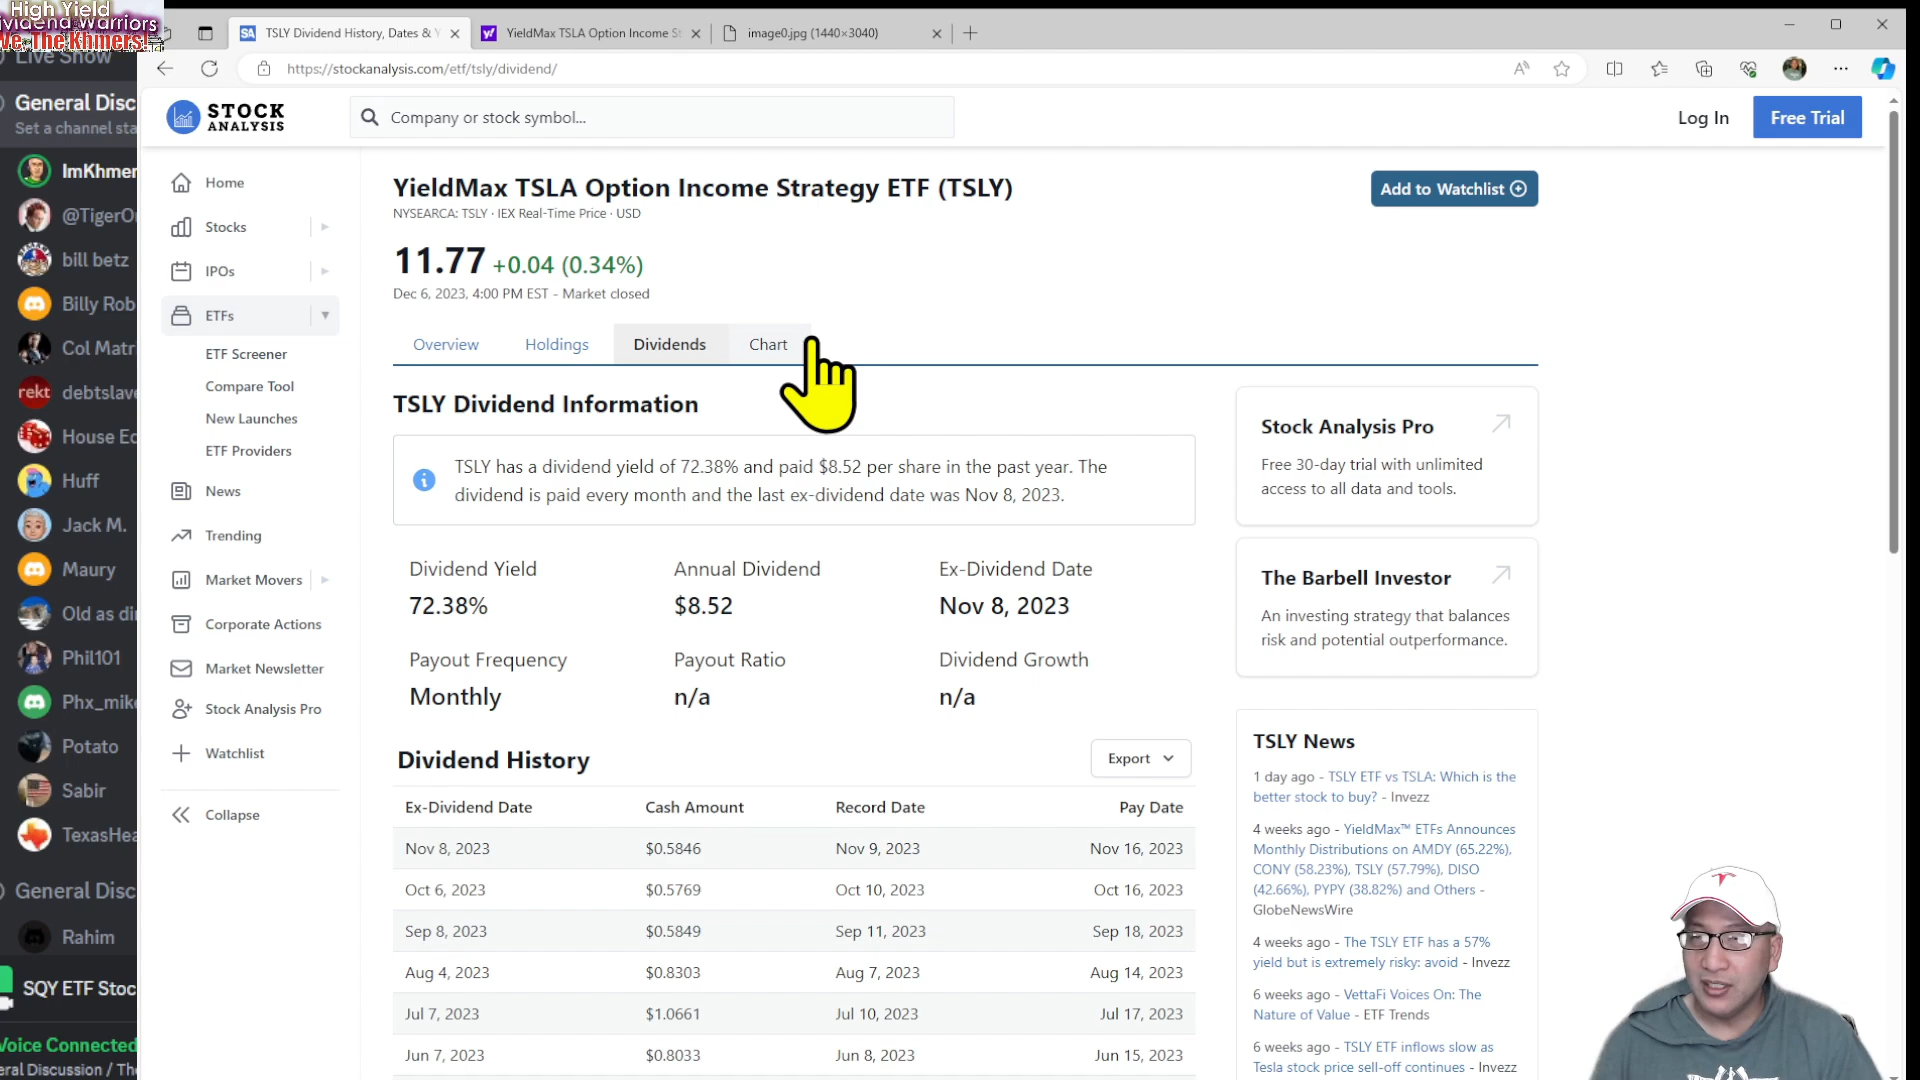 High Yield
Dividend Warriors
We, The Khmers!
Live Show
General Disc
Set a channel sta
ImKhmer
@TigerO
bill betz
Billy Rob
Col Matri
rekt debtslave
House Ec
Huff
Jack M.
Maury
Old as di
Phil101
Phx_mike
Potato
Sabir
TexasHea
General Disc
Rahim
SQY ETF Stoc
Voice Connected
eral Discussion / The
SA TSLY Dividend History, Dates & Y
y! YieldMax TSLA Option Income St
image0.jpg (1440×3040)
https://stockanalysis.com/etf/tsly/dividend/
STOCK
ANALYSIS
Company or stock symbol...
Log In
Free Trial
Home
Stocks
IPOs
ETFs
ETF Screener
Compare Tool
New Launches
ETF Providers
News
Trending
Market Movers
Corporate Actions
Market Newsletter
Stock Analysis Pro
Watchlist
Collapse
YieldMax TSLA Option Income Strategy ETF (TSLY)
NYSEARCA: TSLY · IEX Real-Time Price · USD
Add to Watchlist
11.77 +0.04 (0.34%)
Dec 6, 2023, 4:00 PM EST - Market closed
Overview Holdings Dividends Chart
TSLY Dividend Information
TSLY has a dividend yield of 72.38% and paid $8.52 per share in the past year. The
dividend is paid every month and the last ex-dividend date was Nov 8, 2023.
Dividend Yield Annual Dividend Ex-Dividend Date
72.38% $8.52 Nov 8, 2023
Payout Frequency Payout Ratio Dividend Growth
Monthly n/a n/a
Dividend History
Export
Ex-Dividend Date Cash Amount Record Date Pay Date
Nov 8, 2023 $0.5846 Nov 9, 2023 Nov 16, 2023
Oct 6, 2023 $0.5769 Oct 10, 2023 Oct 16, 2023
Sep 8, 2023 $0.5849 Sep 11, 2023 Sep 18, 2023
Aug 4, 2023 $0.8303 Aug 7, 2023 Aug 14, 2023
Jul 7, 2023 $1.0661 Jul 10, 2023 Jul 17, 2023
Jun 7, 2023 $0.8033 Jun 8, 2023 Jun 15, 2023
Stock Analysis Pro
Free 30-day trial with unlimited
access to all data and tools.
The Barbell Investor
An investing strategy that balances
risk and potential outperformance.
TSLY News
1 day ago - TSLY ETF vs TSLA: Which is the
better stock to buy? - Invezz
4 weeks ago - YieldMax™ ETFs Announces
Monthly Distributions on AMDY (65.22%),
CONY (58.23%), TSLY (57.79%), DISO
(42.66%), PYPY (38.82%) and Others -
GlobeNewsWire
4 weeks ago - The TSLY ETF has a 57%
yield but is extremely risky: avoid - Invezz
6 weeks ago - VettaFi Voices On: The
Nature of Value - ETF Trends
6 weeks ago - TSLY ETF inflows slow as
Tesla stock price sell-off continues - Invezz